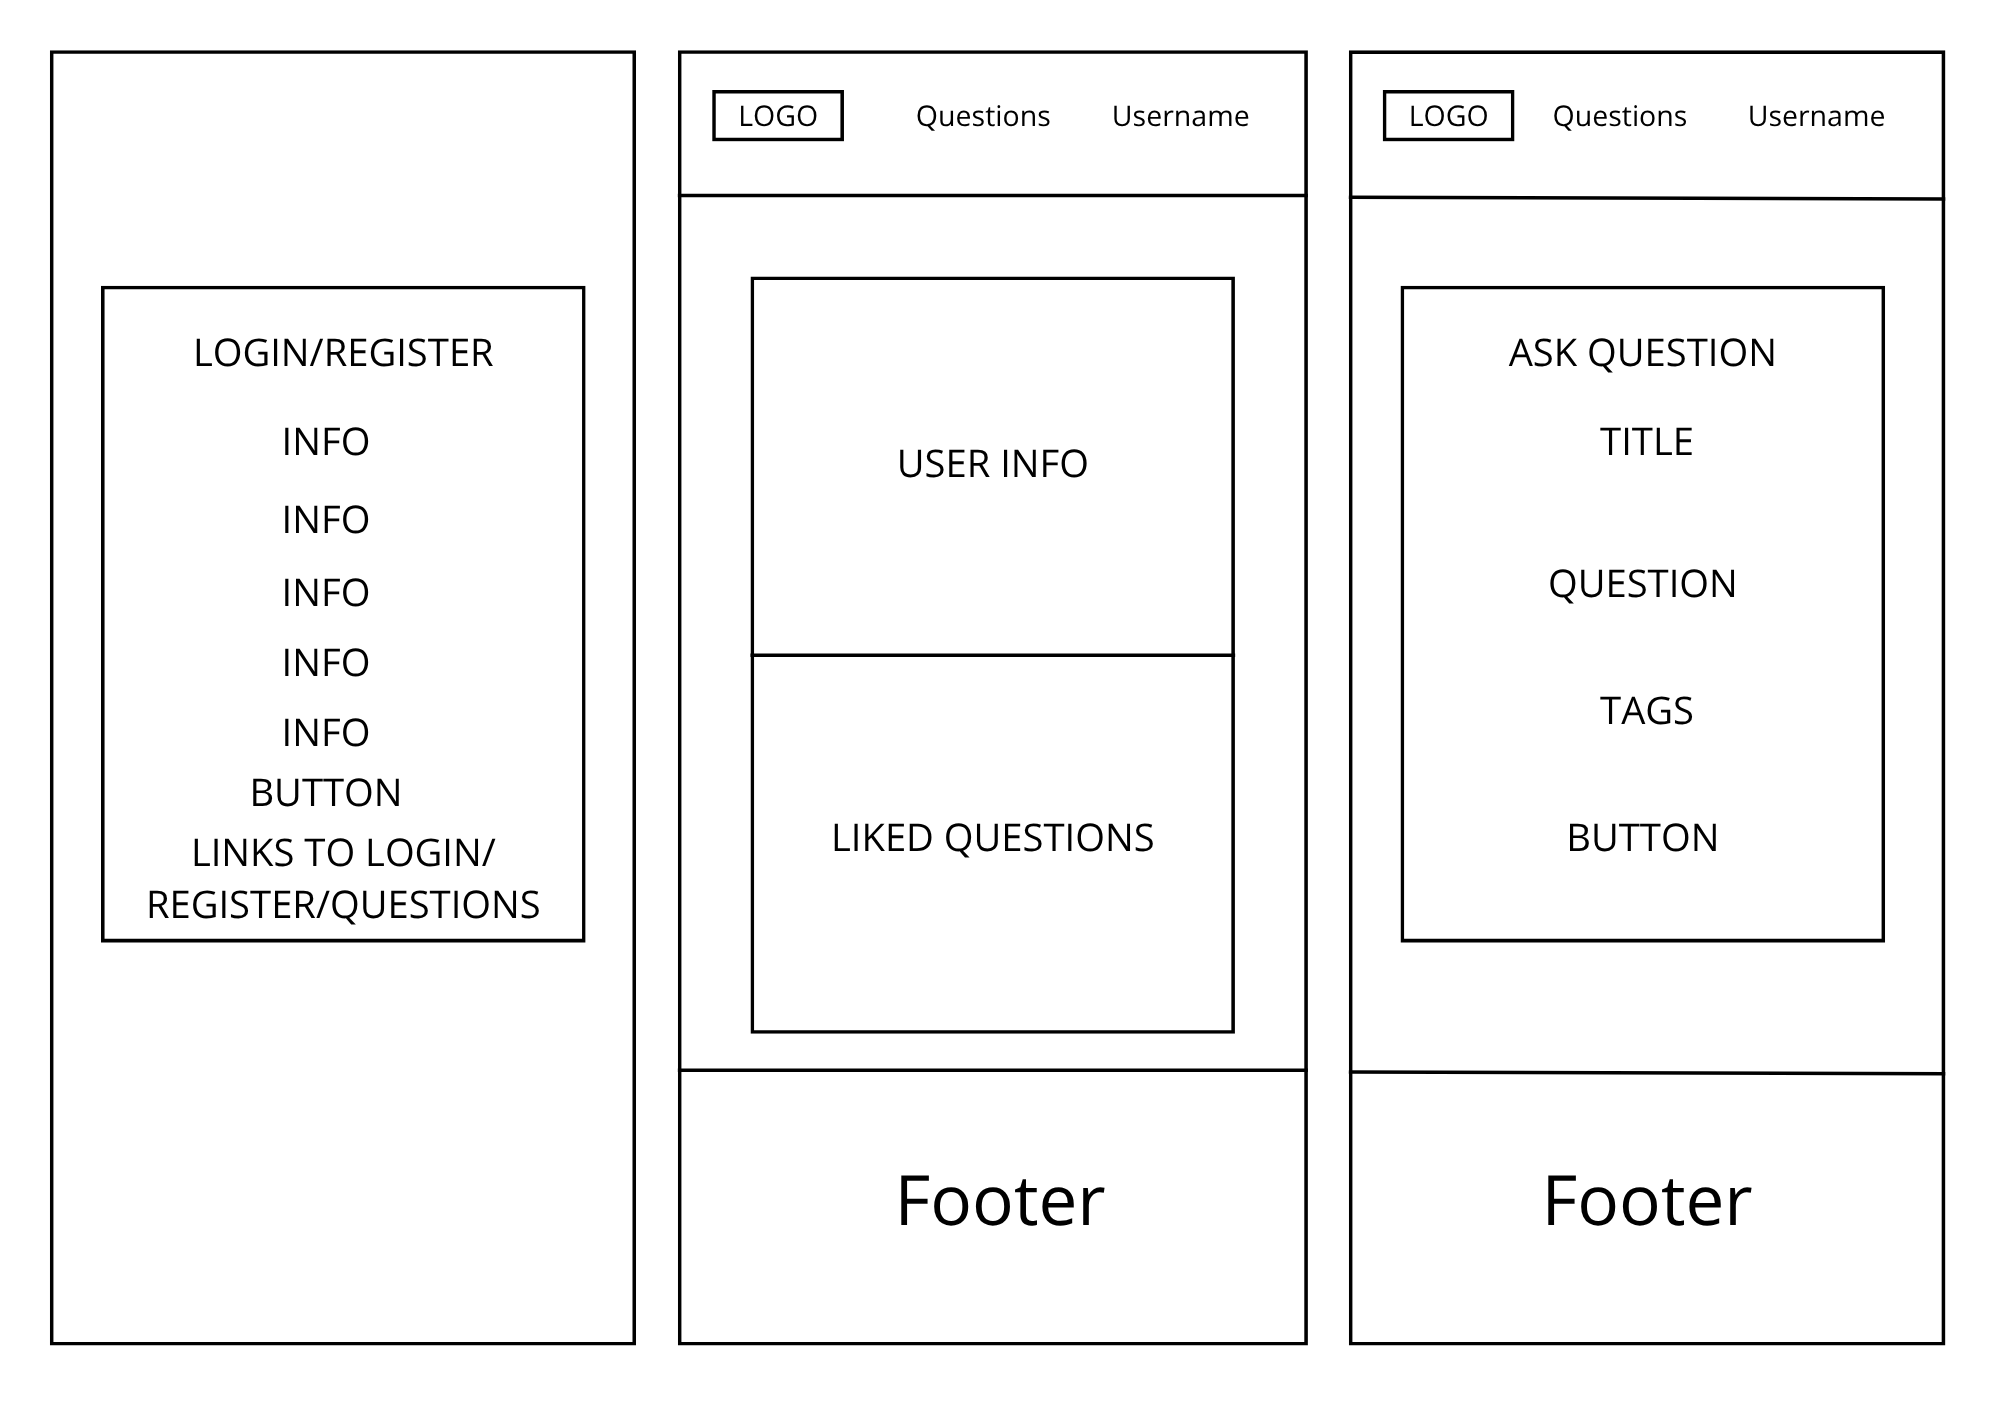 LOGIN/REGISTER
INFO
INFO
INFO
INFO
INFO
BUTTON
LINKS TO LOGIN/
REGISTER/QUESTIONS
LOGO Questions Username
USER INFO
LIKED QUESTIONS
Footer
LOGO Questions Username
ASK QUESTION
TITLE
QUESTION
TAGS
BUTTON
Footer